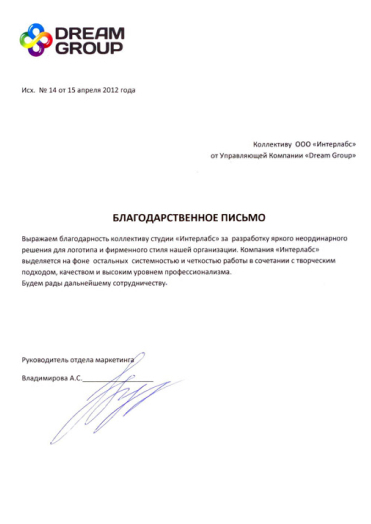 DREAM
GROUP
Исх. № 14 от 15 апреля 2012 года
Коллективу ООО «Интерлабс»
от Управляющей Компании «Dream Group»
БЛАГОДАРСТВЕННОЕ ПИСЬМО
Выражаем благодарность коллективу студии «Интерлабс» за разработку яркого неординарного
решения для логотипа и фирменного стиля нашей организации. Компания «Интерлабс»
выделяется на фоне остальных системностью и четкостью работы в сочетании с творческим
подходом, качеством и высоким уровнем профессионализма.
Будем рады дальнейшему сотрудничеству.
Руководитель отдела маркетинга
Владимирова А.С.